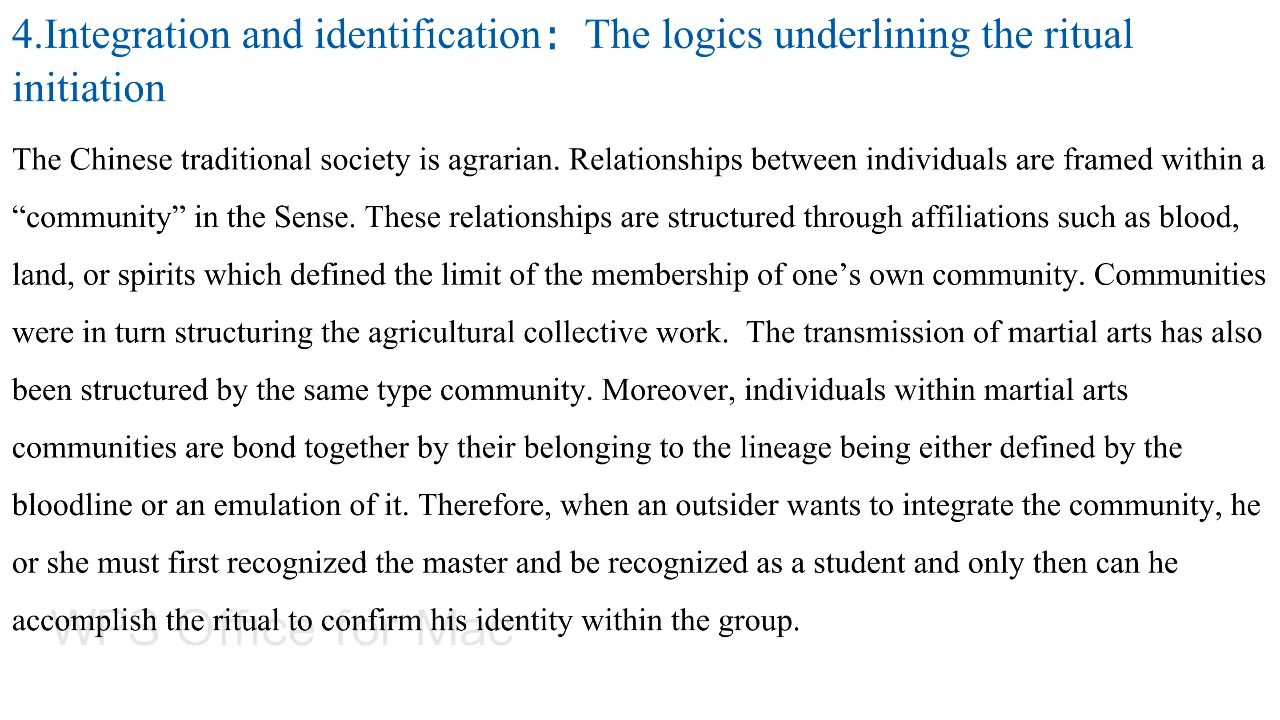 4.Integration and identification：The logics underlining the ritual
initiation
The Chinese traditional society is agrarian. Relationships between individuals are framed within a
“community” in the Sense. These relationships are structured through affiliations such as blood,
land, or spirits which defined the limit of the membership of one’s own community. Communities
were in turn structuring the agricultural collective work.  The transmission of martial arts has also
been structured by the same type community. Moreover, individuals within martial arts
communities are bond together by their belonging to the lineage being either defined by the
bloodline or an emulation of it. Therefore, when an outsider wants to integrate the community, he
or she must first recognized the master and be recognized as a student and only then can he
accomplish the ritual to confirm his identity within the group.
WPS Office for Mac